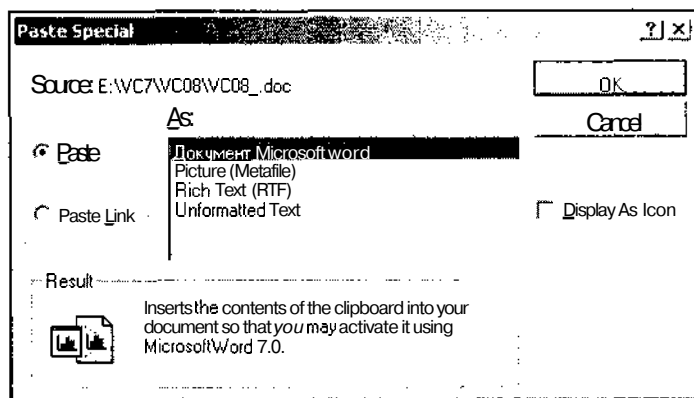 Paste Special ? ×
Source: E:\VC7\VC08\VC08_.doc
OK
As:
Cancel
Paste
Документ Microsoft word
Picture (Metafile)
Rich Text (RTF)
Unformatted Text
Paste Link
Display As Icon
Result
Inserts the contents of the clipboard into your
document so that you may activate it using
Microsoft Word 7.0.